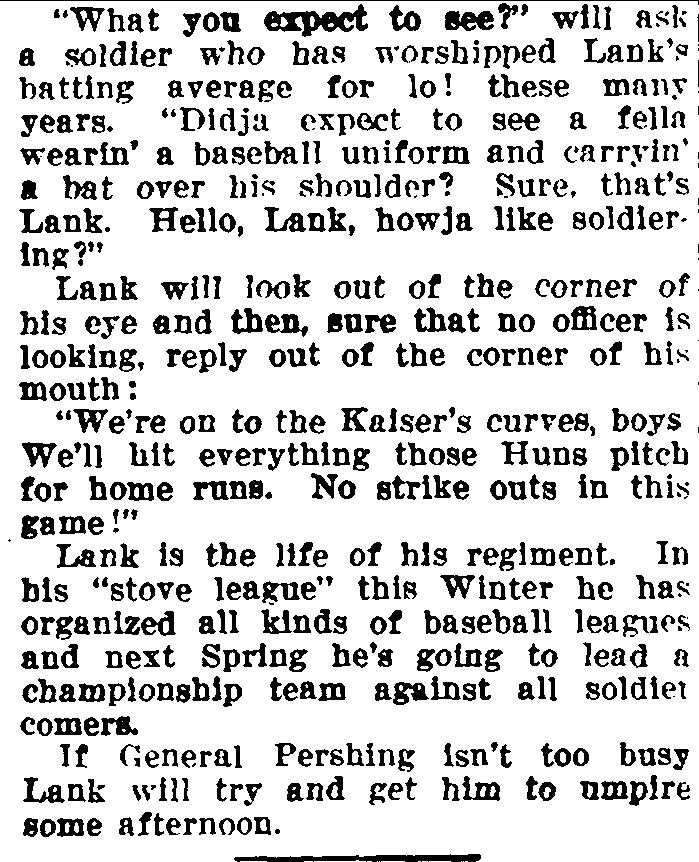 "What you expect to see?" will ask
a soldier who has worshipped Lank's
batting average for lo! these many
years. "Didja expect to see a fella
wearin' a baseball uniform and carryin'
a bat over his shoulder? Sure, that's
Lank. Hello, Lank, howja like soldier-
ing?"
Lank will look out of the corner of
his eye and then, sure that no officer is
looking, reply out of the corner of his
mouth:
"We're on to the Kaiser's curves, boys
We'll hit everything those Huns pitch
for home runs. No strike outs in this
game!"
Lank is the life of his regiment. In
his "stove league" this Winter he has
organized all kinds of baseball leagues
and next Spring he's going to lead a
championship team against all soldier
comers.
If General Pershing isn't too busy
Lank will try and get him to umpire
some afternoon.